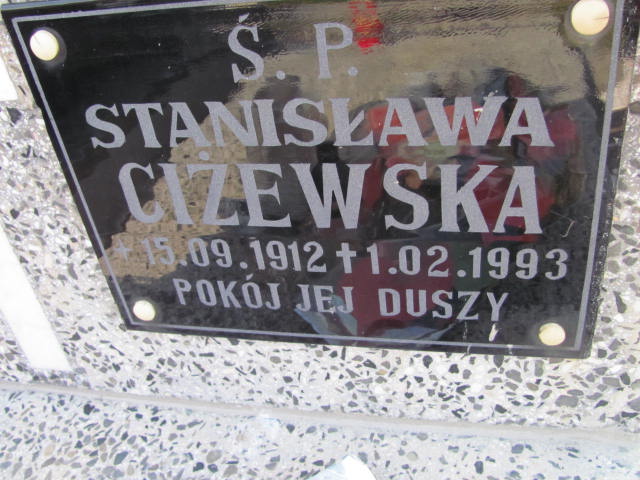 Ś. P.
STANISŁAWA
CIŻEWSKA
+ 15.09.1912 ✝ 1.02.1993
POKÓJ JEJ DUSZY